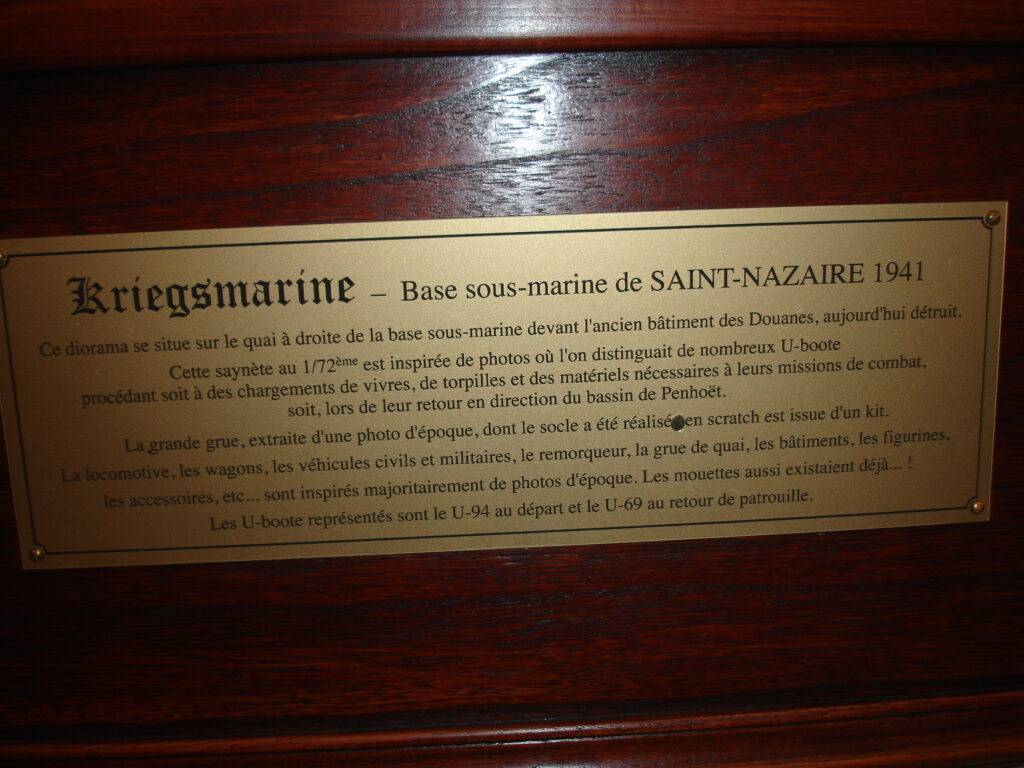 Kriegsmarine – Base sous-marine de SAINT-NAZAIRE 1941
Ce diorama se situe sur le quai à droite de la base sous-marine devant l'ancien bâtiment des Douanes, aujourd'hui détruit.
Cette saynète au 1/72ème est inspirée de photos où l'on distinguait de nombreux U-boote
procédant soit à des chargements de vivres, de torpilles et des matériels nécessaires à leurs missions de combat,
soit, lors de leur retour en direction du bassin de Penhoët.
La grande grue, extraite d'une photo d'époque, dont le socle a été réalisé en scratch est issue d'un kit.
La locomotive, les wagons, les véhicules civils et militaires, le remorqueur, la grue de quai, les bâtiments, les figurines,
les accessoires, etc... sont inspirés majoritairement de photos d'époque. Les mouettes aussi existaient déjà... !
Les U-boote représentés sont le U-94 au départ et le U-69 au retour de patrouille.